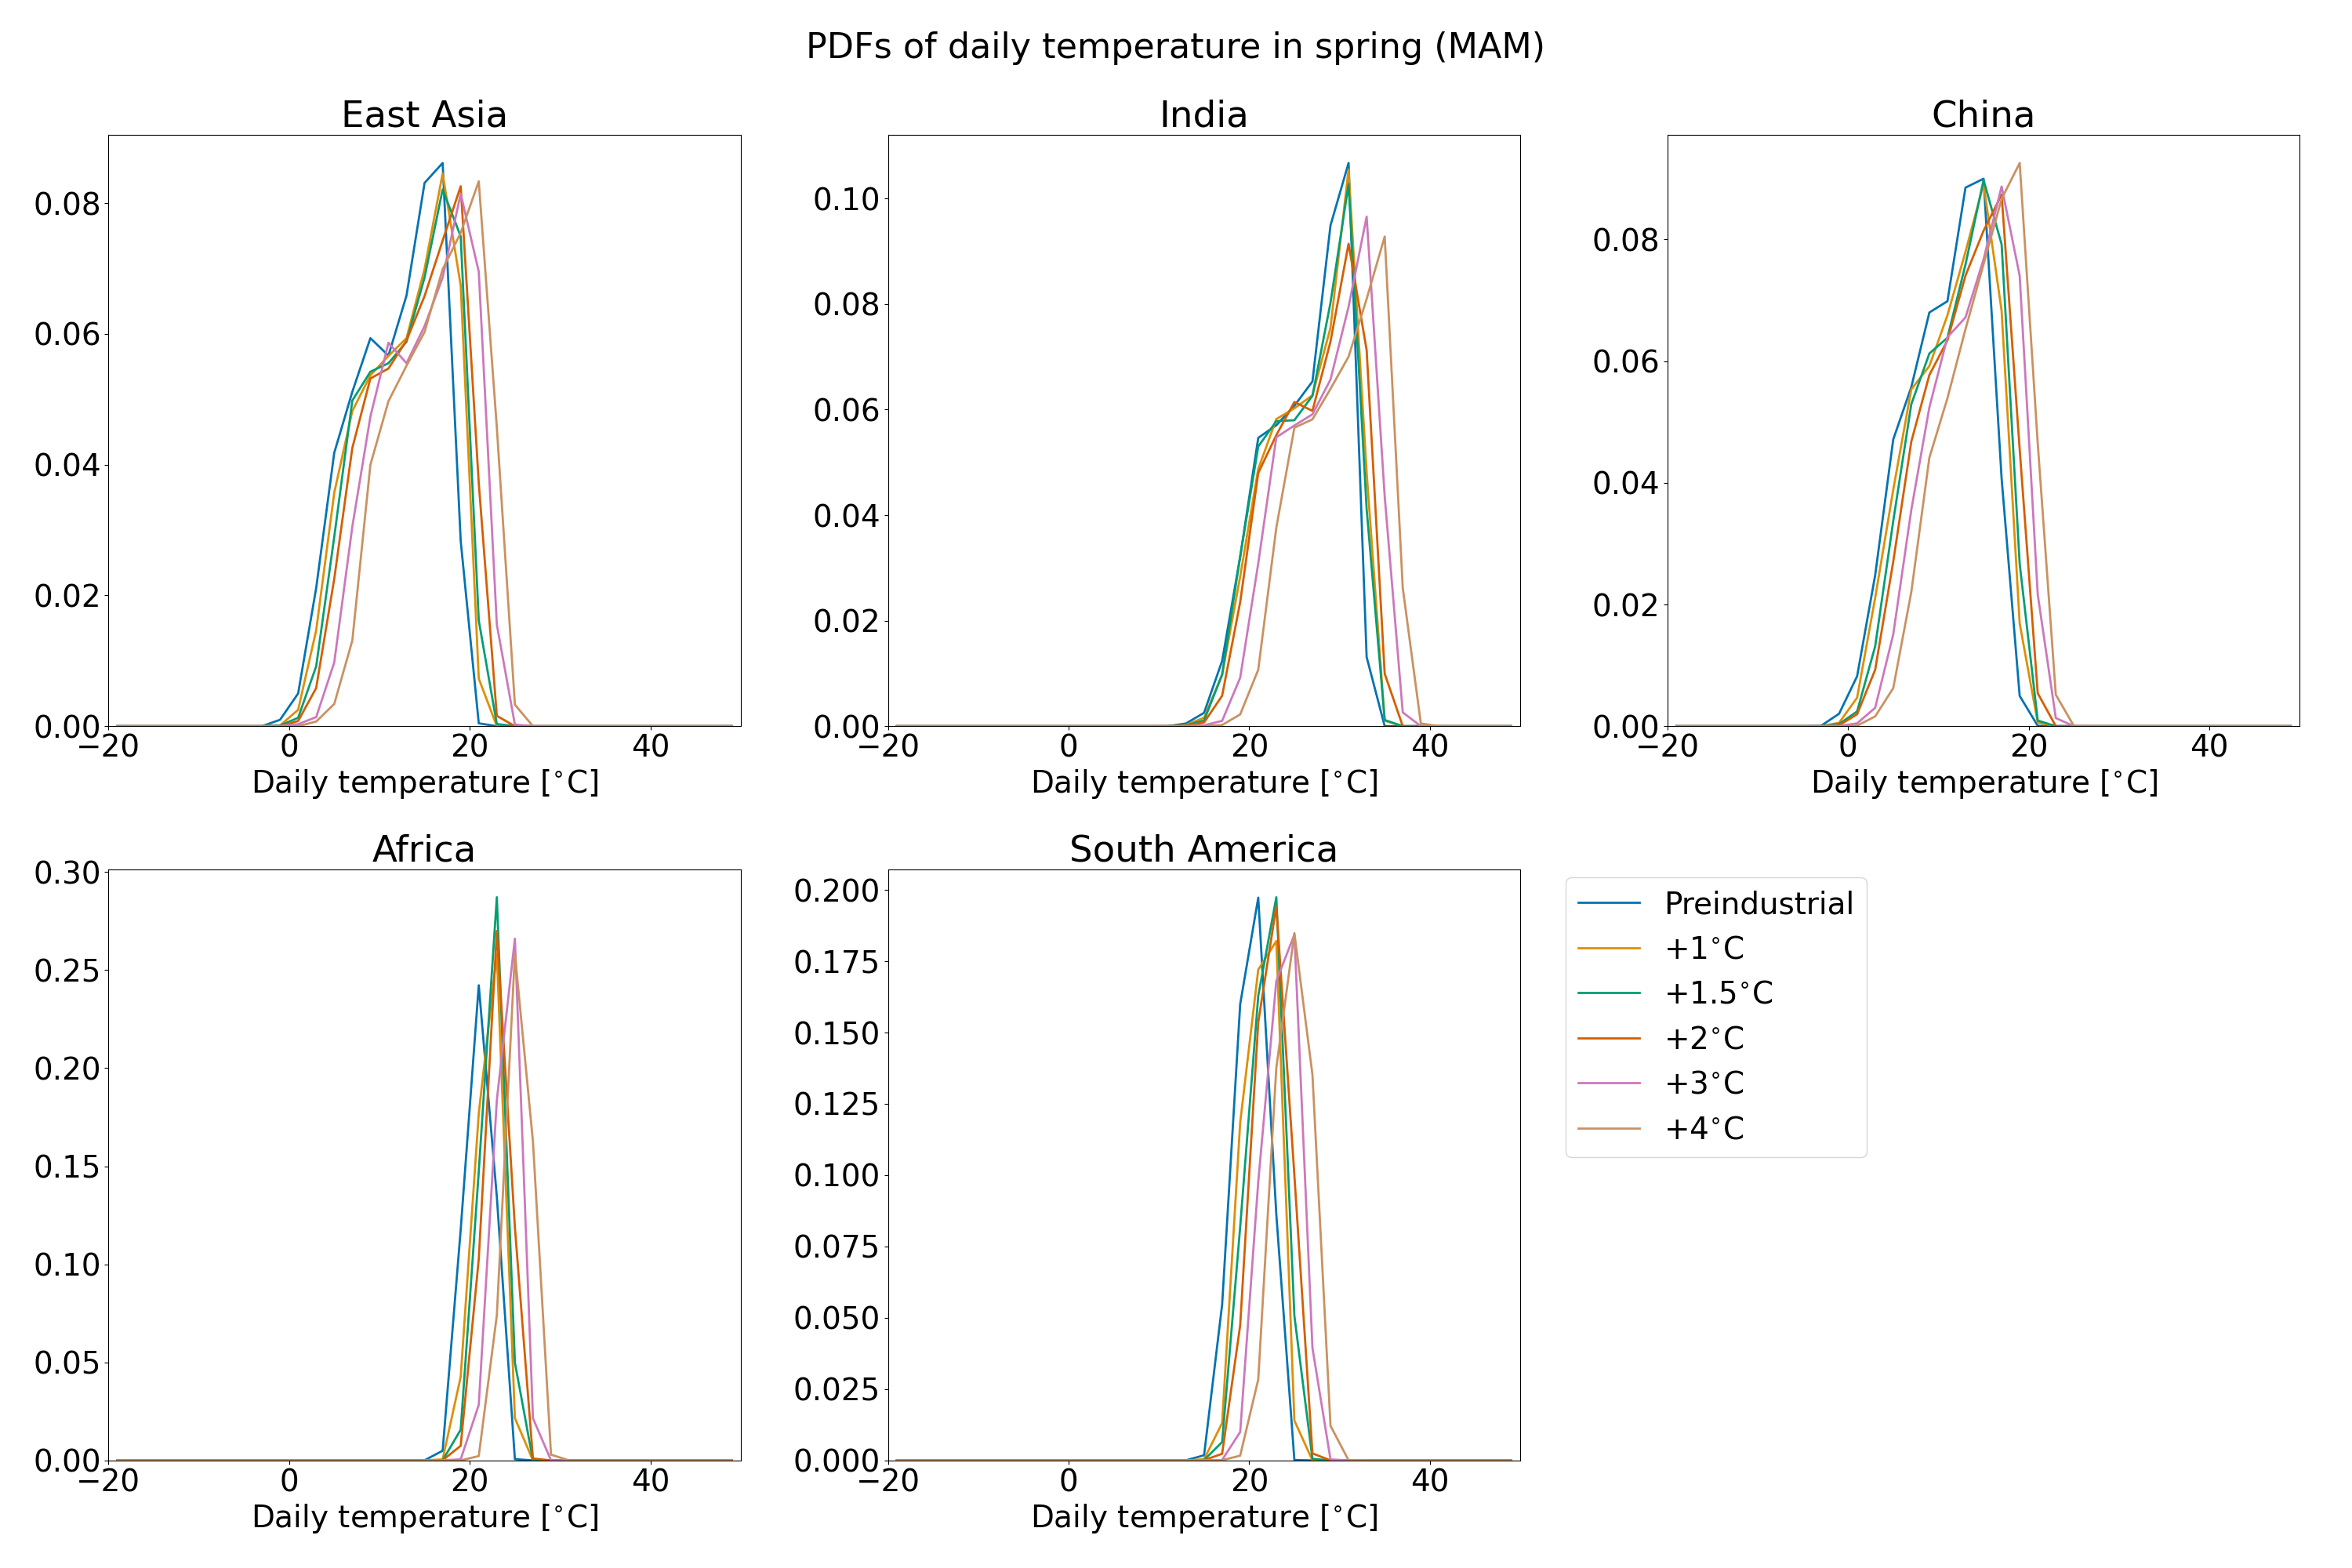 PDFs of daily temperature in spring (MAM)
East Asia
0.08
0.06
0.04
0.02
0.00
−20 0 20 40
Daily temperature [°C]
India
0.10
0.08
0.06
0.04
0.02
0.00
−20 0 20 40
Daily temperature [°C]
China
0.08
0.06
0.04
0.02
0.00
−20 0 20 40
Daily temperature [°C]
Africa
0.30
0.25
0.20
0.15
0.10
0.05
0.00
−20 0 20 40
Daily temperature [°C]
South America
0.200
0.175
0.150
0.125
0.100
0.075
0.050
0.025
0.000
−20 0 20 40
Daily temperature [°C]
Preindustrial
+1°C
+1.5°C
+2°C
+3°C
+4°C